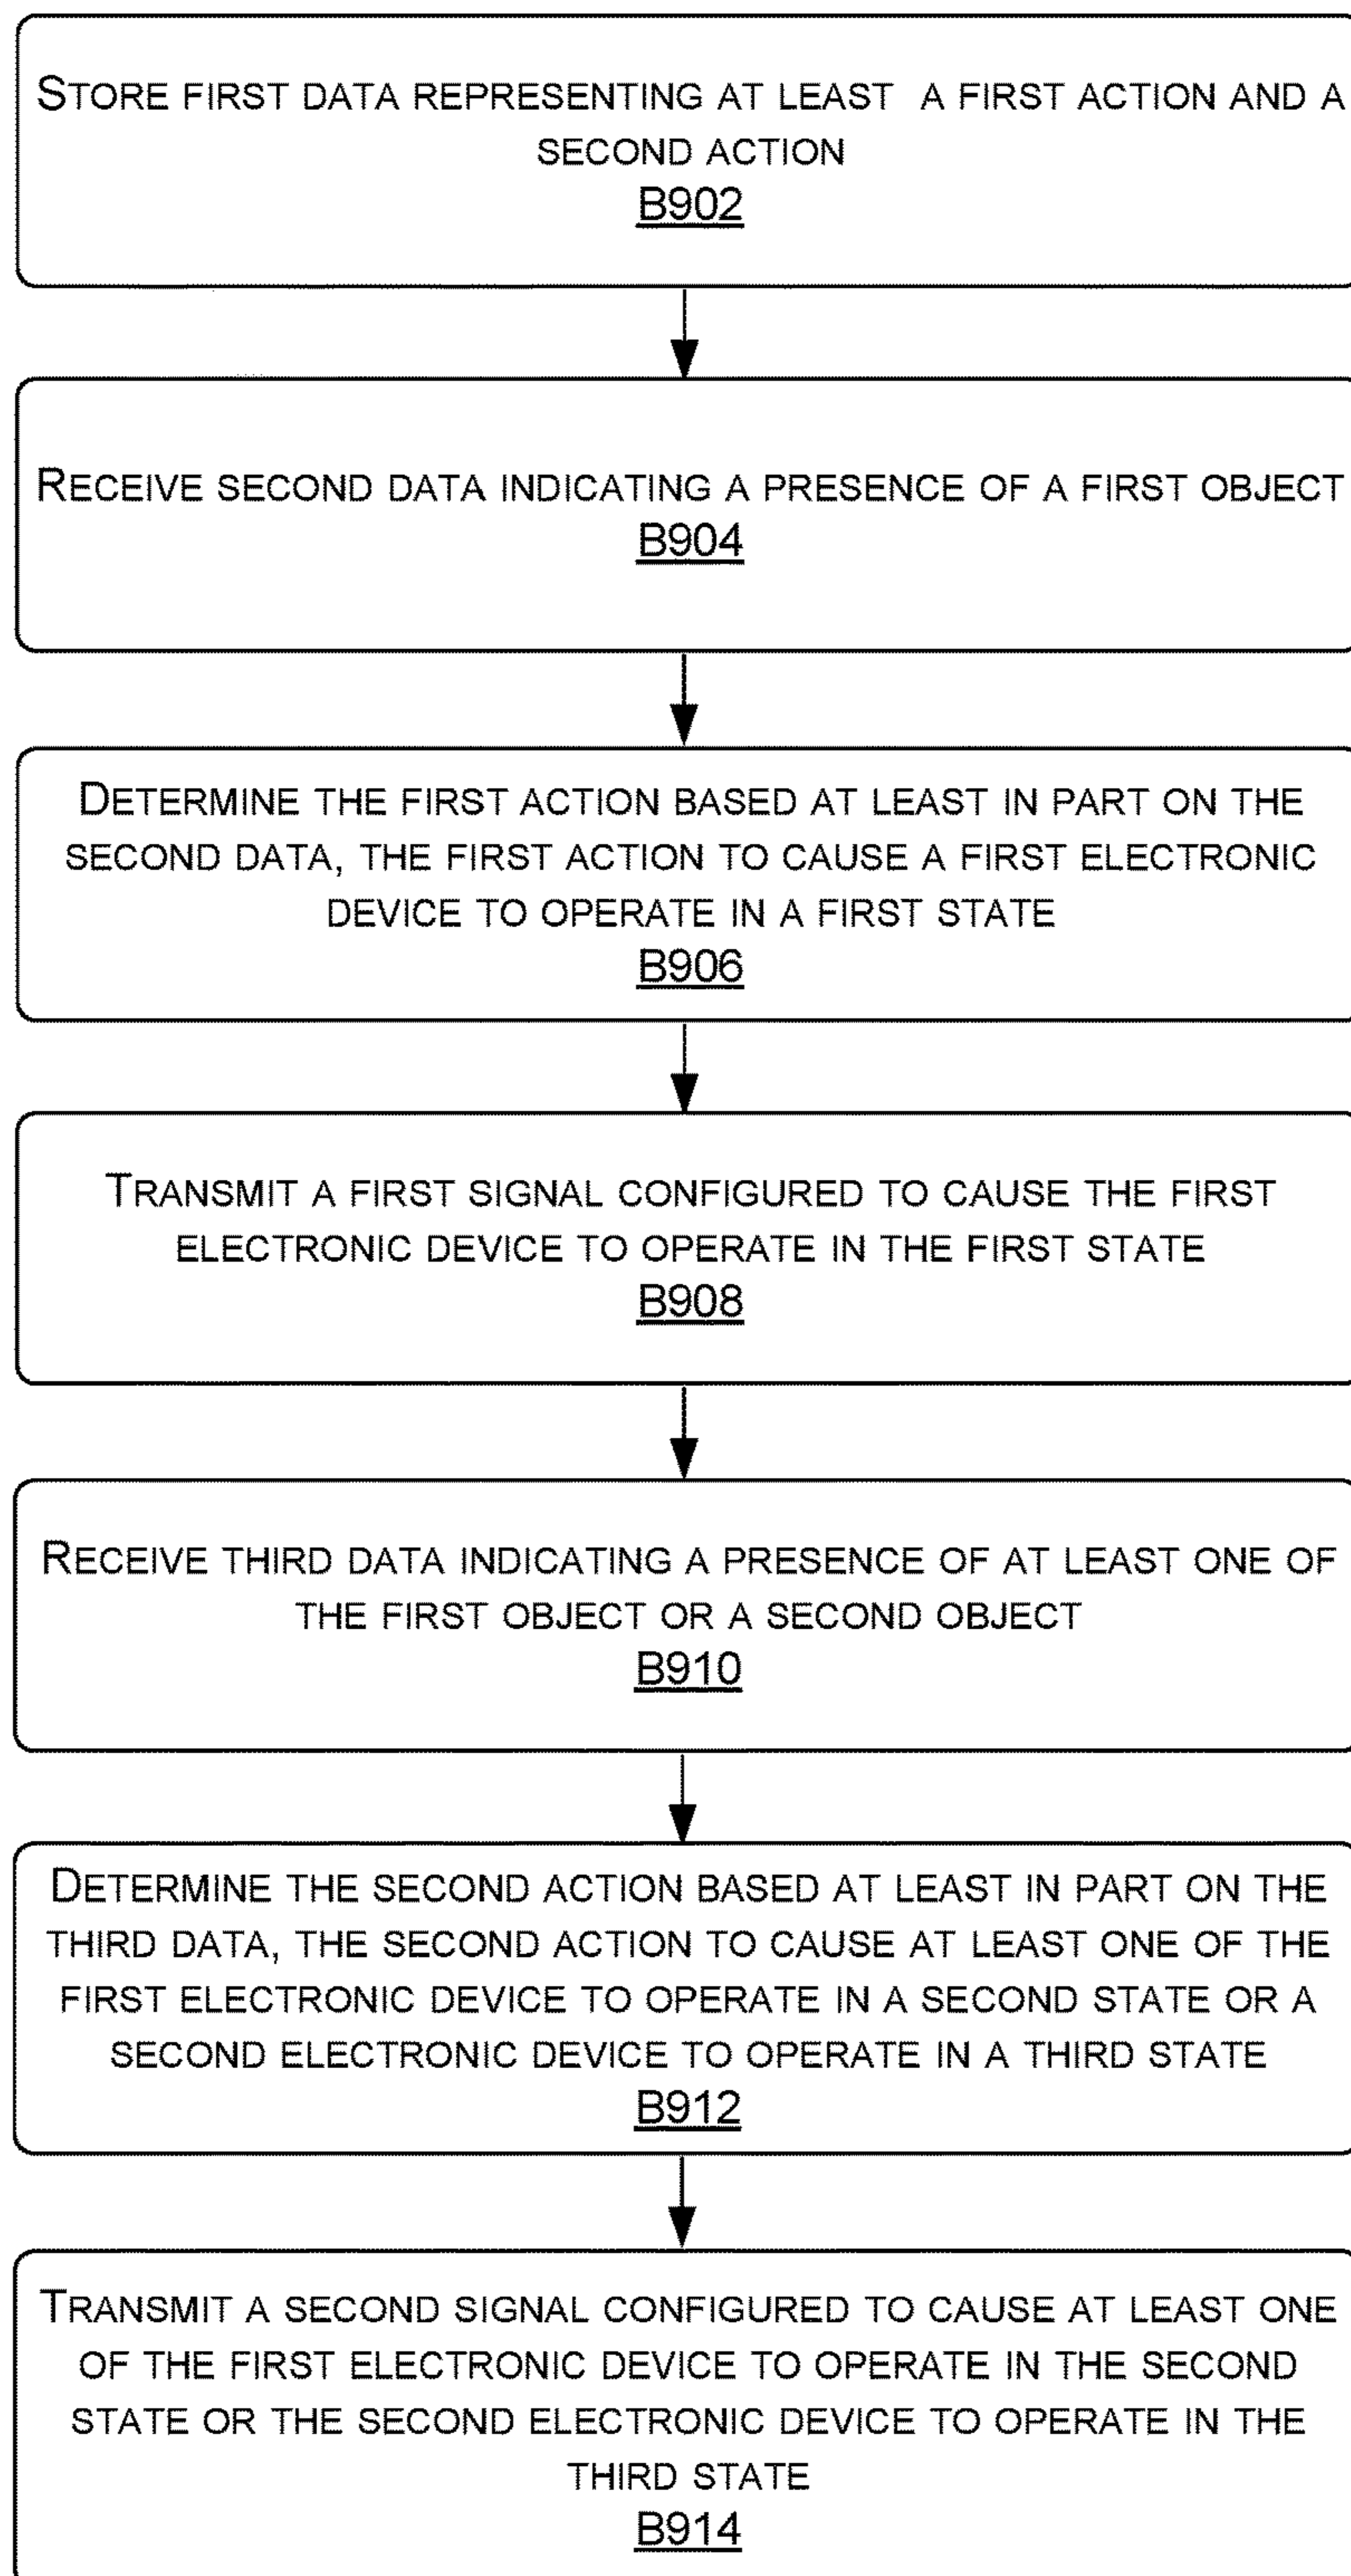 STORE FIRST DATA REPRESENTING AT LEAST A FIRST ACTION AND A
SECOND ACTION
B902
RECEIVE SECOND DATA INDICATING A PRESENCE OF A FIRST OBJECT
B904
DETERMINE THE FIRST ACTION BASED AT LEAST IN PART ON THE
SECOND DATA, THE FIRST ACTION TO CAUSE A FIRST ELECTRONIC
DEVICE TO OPERATE IN A FIRST STATE
B906
TRANSMIT A FIRST SIGNAL CONFIGURED TO CAUSE THE FIRST
ELECTRONIC DEVICE TO OPERATE IN THE FIRST STATE
B908
RECEIVE THIRD DATA INDICATING A PRESENCE OF AT LEAST ONE OF
THE FIRST OBJECT OR A SECOND OBJECT
B910
DETERMINE THE SECOND ACTION BASED AT LEAST IN PART ON THE
THIRD DATA, THE SECOND ACTION TO CAUSE AT LEAST ONE OF THE
FIRST ELECTRONIC DEVICE TO OPERATE IN A SECOND STATE OR A
SECOND ELECTRONIC DEVICE TO OPERATE IN A THIRD STATE
B912
TRANSMIT A SECOND SIGNAL CONFIGURED TO CAUSE AT LEAST ONE
OF THE FIRST ELECTRONIC DEVICE TO OPERATE IN THE SECOND
STATE OR THE SECOND ELECTRONIC DEVICE TO OPERATE IN THE
THIRD STATE
B914